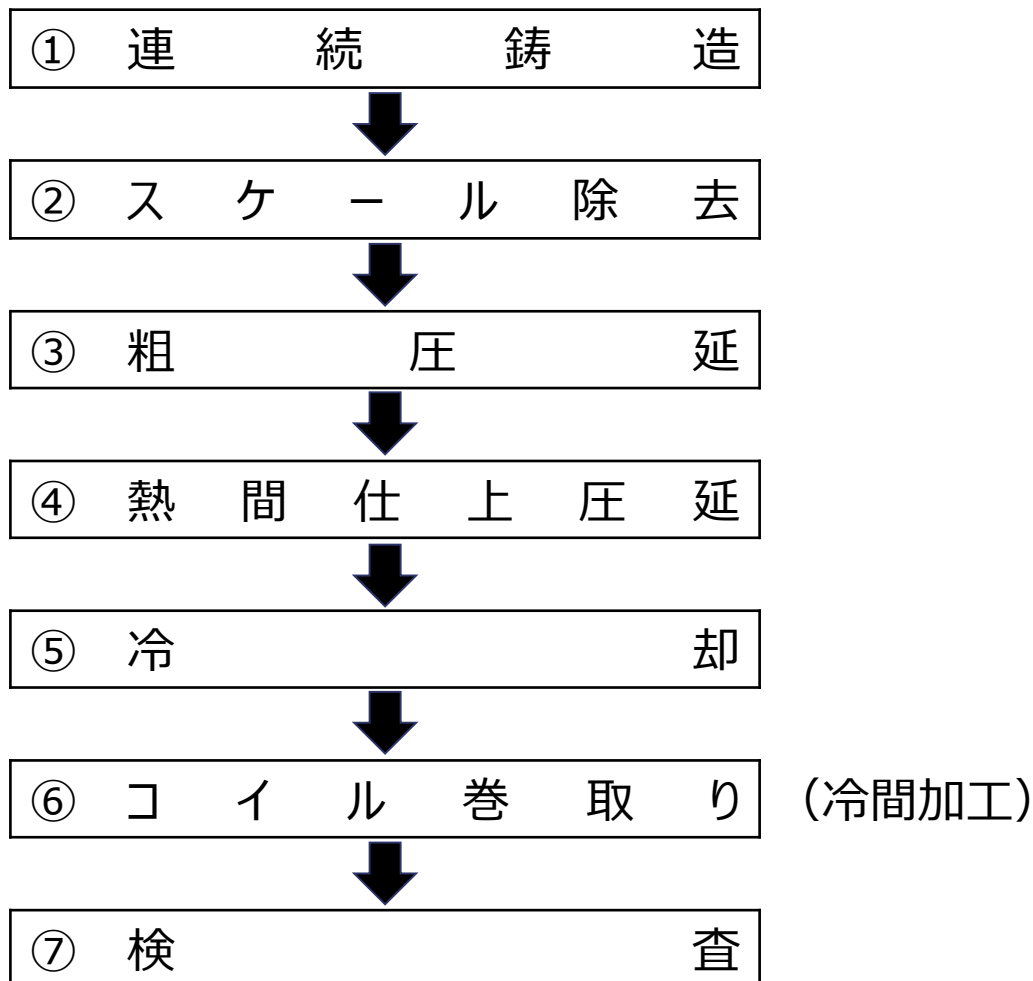 ① 連続鋳造
② スケール除去
③ 粗圧延
④ 熱間仕上圧延
⑤ 冷却
⑥ コイル巻取り （冷間加工）
⑦ 検査